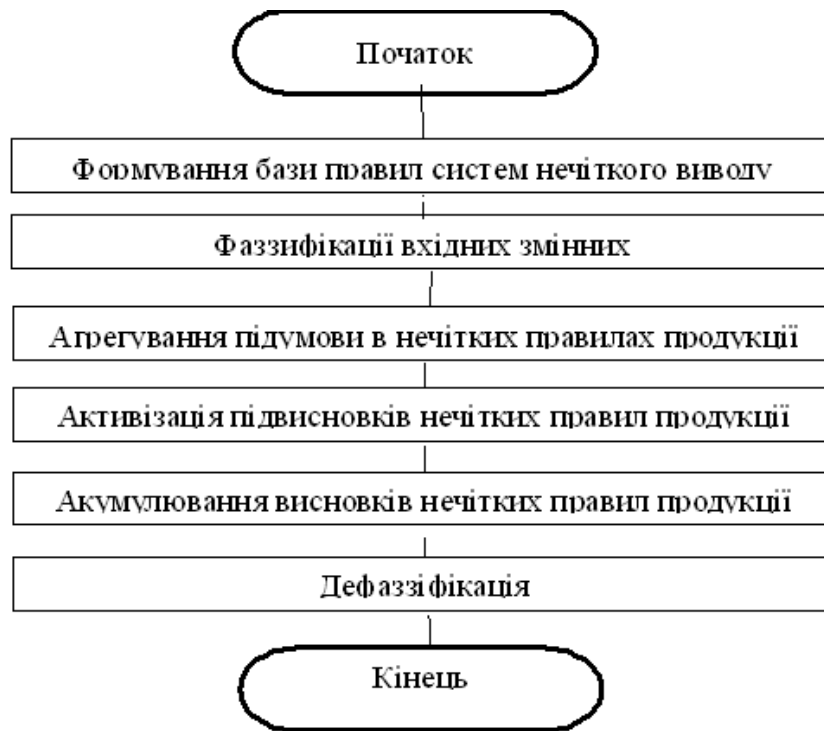 Початок
Формування бази правил систем нечіткого виводу
Фаззифікації вхідних змінних
Агрегування підумови в нечітких правилах продукції
Активізація підвисновків нечітких правил продукції
Акумулювання висновків нечітких правил продукції
Дефаззіфікація
Кінець